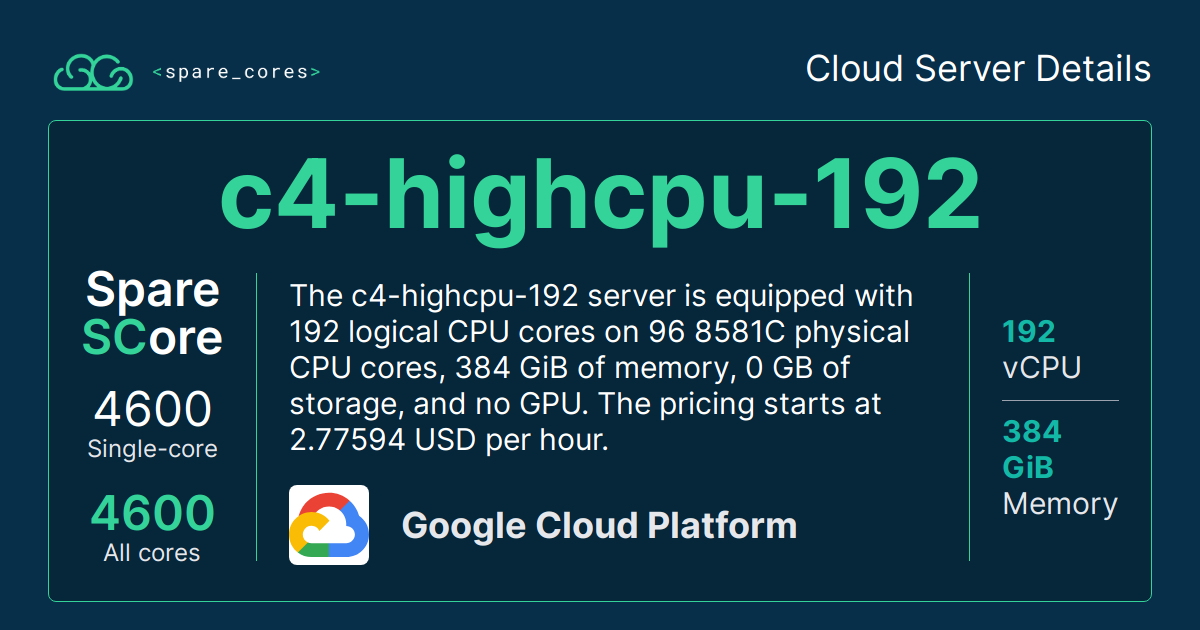 <spare_cores>
Cloud Server Details
c4-highcpu-192
Spare
SCore
4600
Single-core
4600
All cores
The c4-highcpu-192 server is equipped with
192 logical CPU cores on 96 8581C physical
CPU cores, 384 GiB of memory, 0 GB of
storage, and no GPU. The pricing starts at
2.77594 USD per hour.
Google Cloud Platform
192
vCPU
384
GiB
Memory